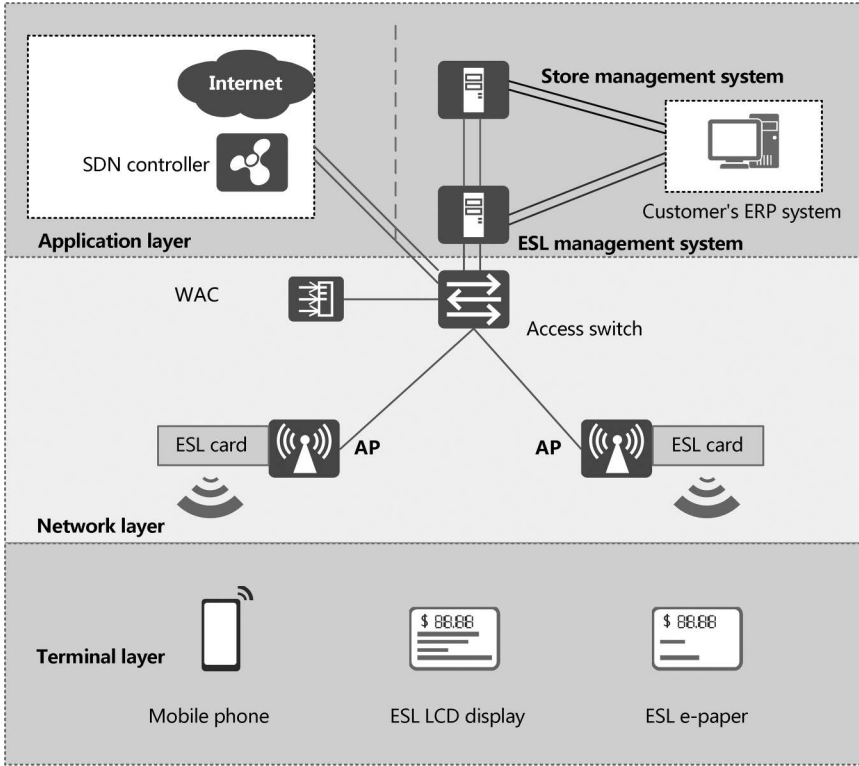 Internet
Store management system
SDN controller
Customer's ERP system
Application layer
ESL management system
WAC
Access switch
ESL card
AP
AP
ESL card
Network layer
$ 88.88
$ 88.88
Terminal layer
Mobile phone
ESL LCD display
ESL e-paper